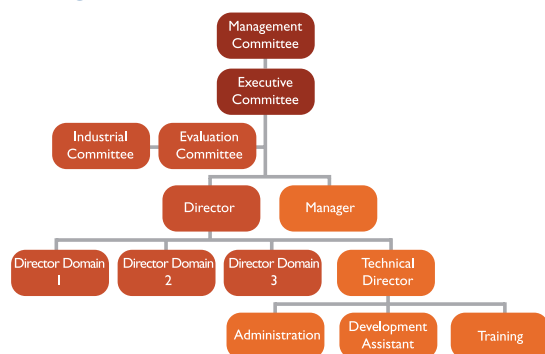 Management
Committee
Executive
Committee
Industrial
Committee
Evaluation
Committee
Director
Manager
Director Domain
1
Director Domain
2
Director Domain
3
Technical
Director
Administration
Development
Assistant
Training